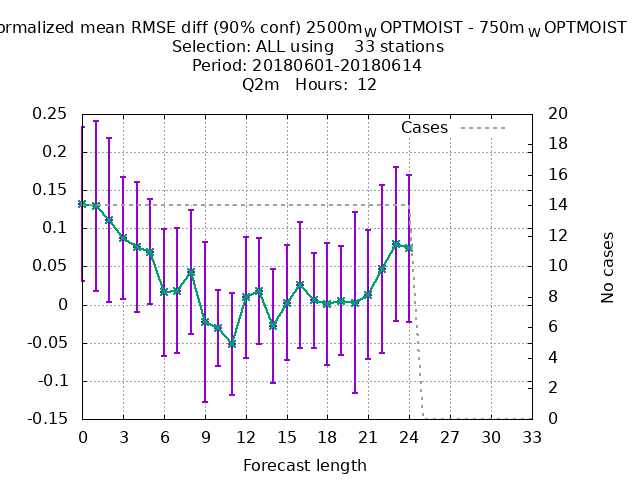 ormalized mean RMSE diff (90% conf) 2500mW OPTMOIST - 750mW OPTMOIST
Selection: ALL using 33 stations
Period: 20180601-20180614
Q2m Hours: 12
Cases
0.25
0.2
0.15
0.1
0.05
0
-0.05
-0.1
-0.15
20
18
16
14
12
10
8
6
4
2
0
No cases
0 3 6 9 12 15 18 21 24 27 30 33
Forecast length